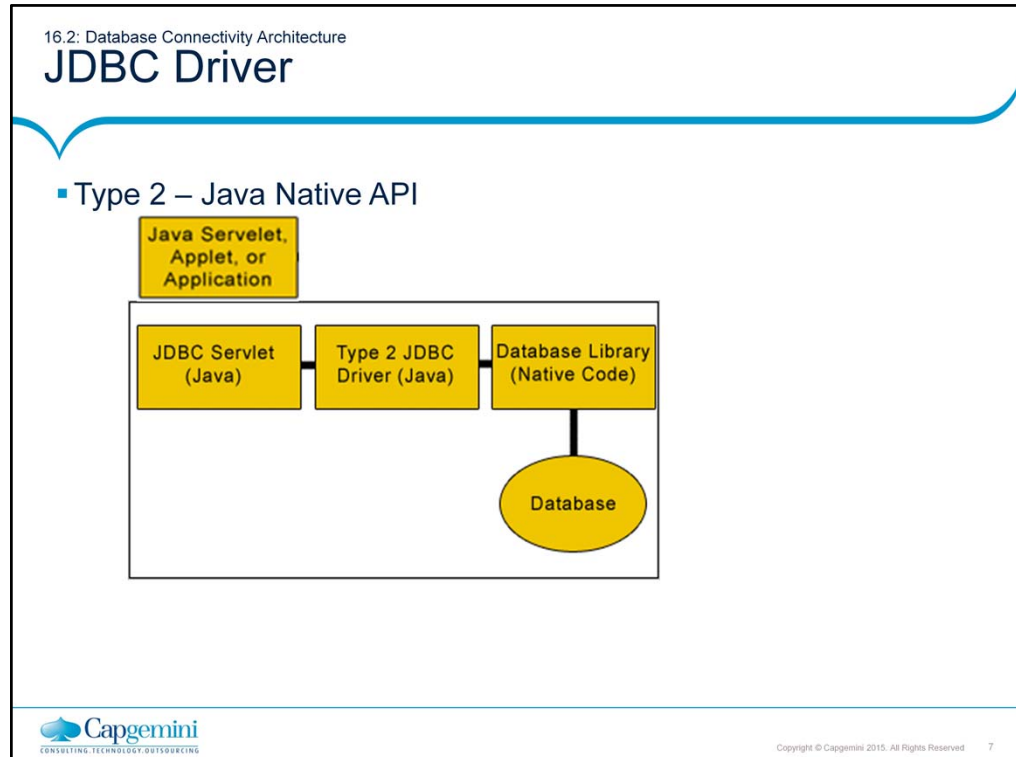 16.2: Database Connectivity Architecture
JDBC Driver
▪ Type 2 – Java Native API
Java Servelet,
Applet, or
Application
JDBC Servlet
(Java)
Type 2 JDBC
Driver (Java)
Database Library
(Native Code)
Database
Capgemini
CONSULTING.TECHNOLOGY.OUTSOURCING
Copyright © Capgemini 2015. All Rights Reserved 7